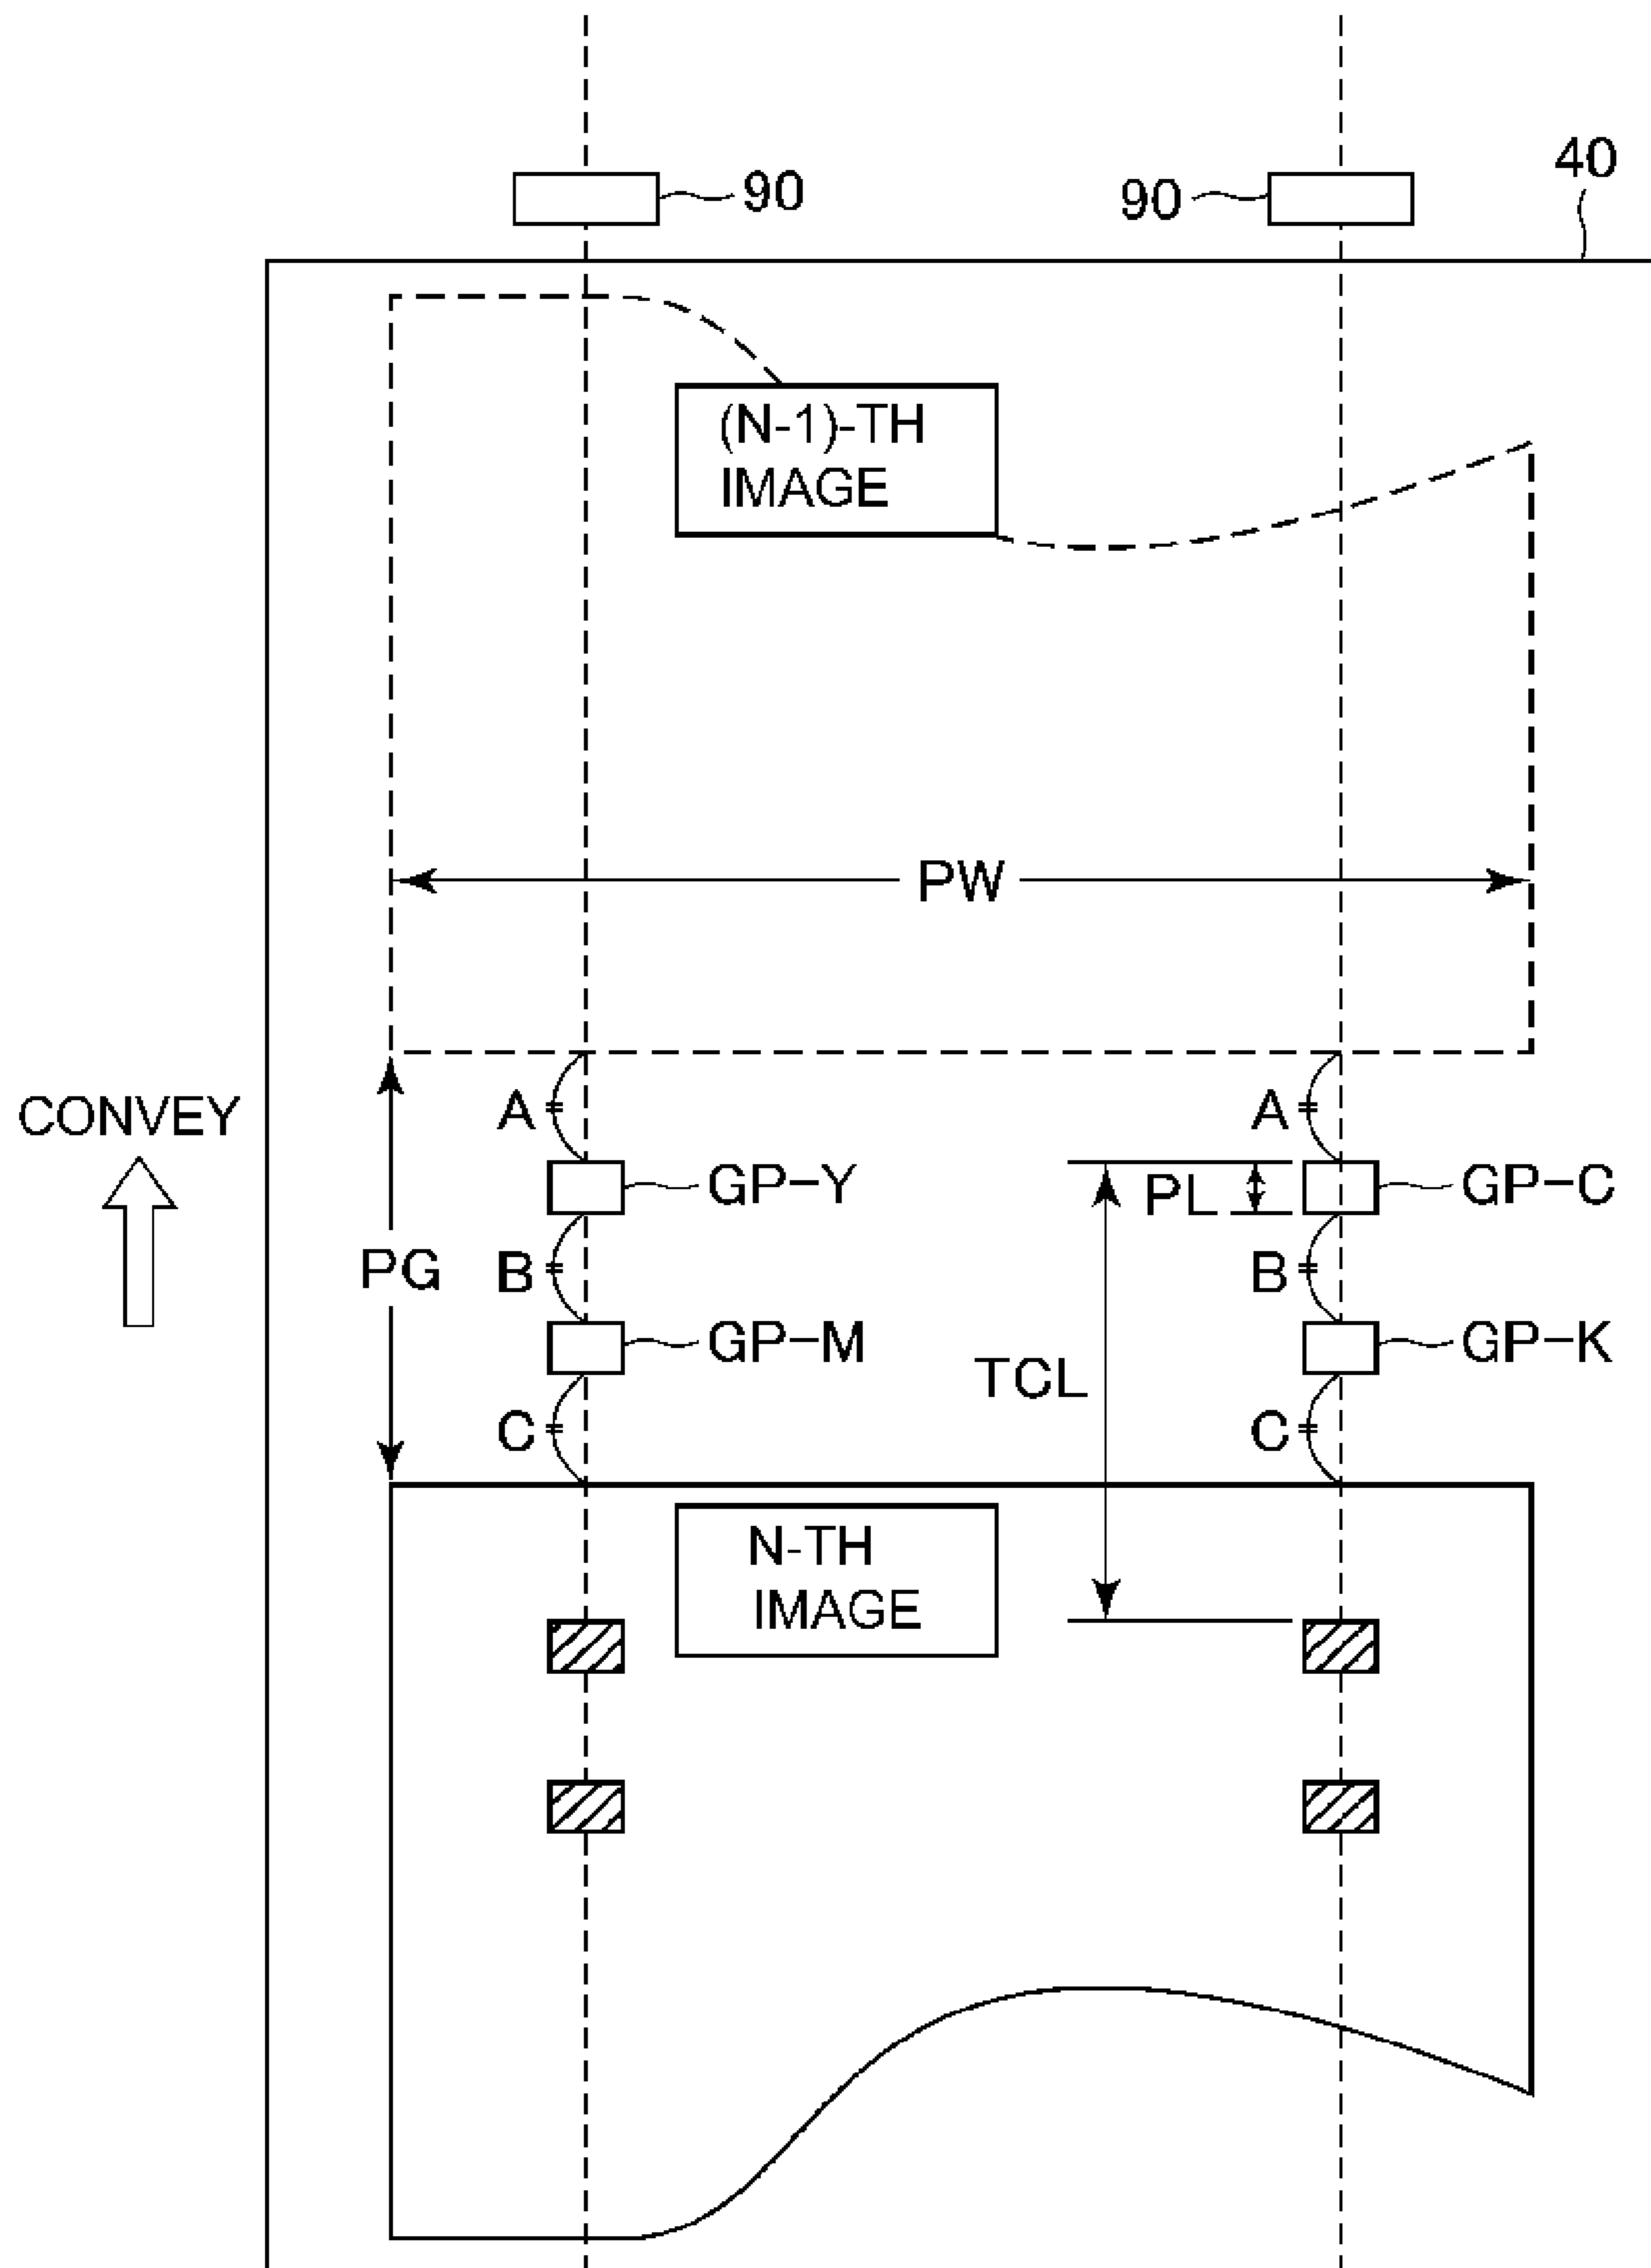 90
90
40
(N-1)-TH
IMAGE
PW
CONVEY
A
A
GP-Y
PL
GP-C
PG
B
B
GP-M
TCL
GP-K
C
C
N-TH
IMAGE